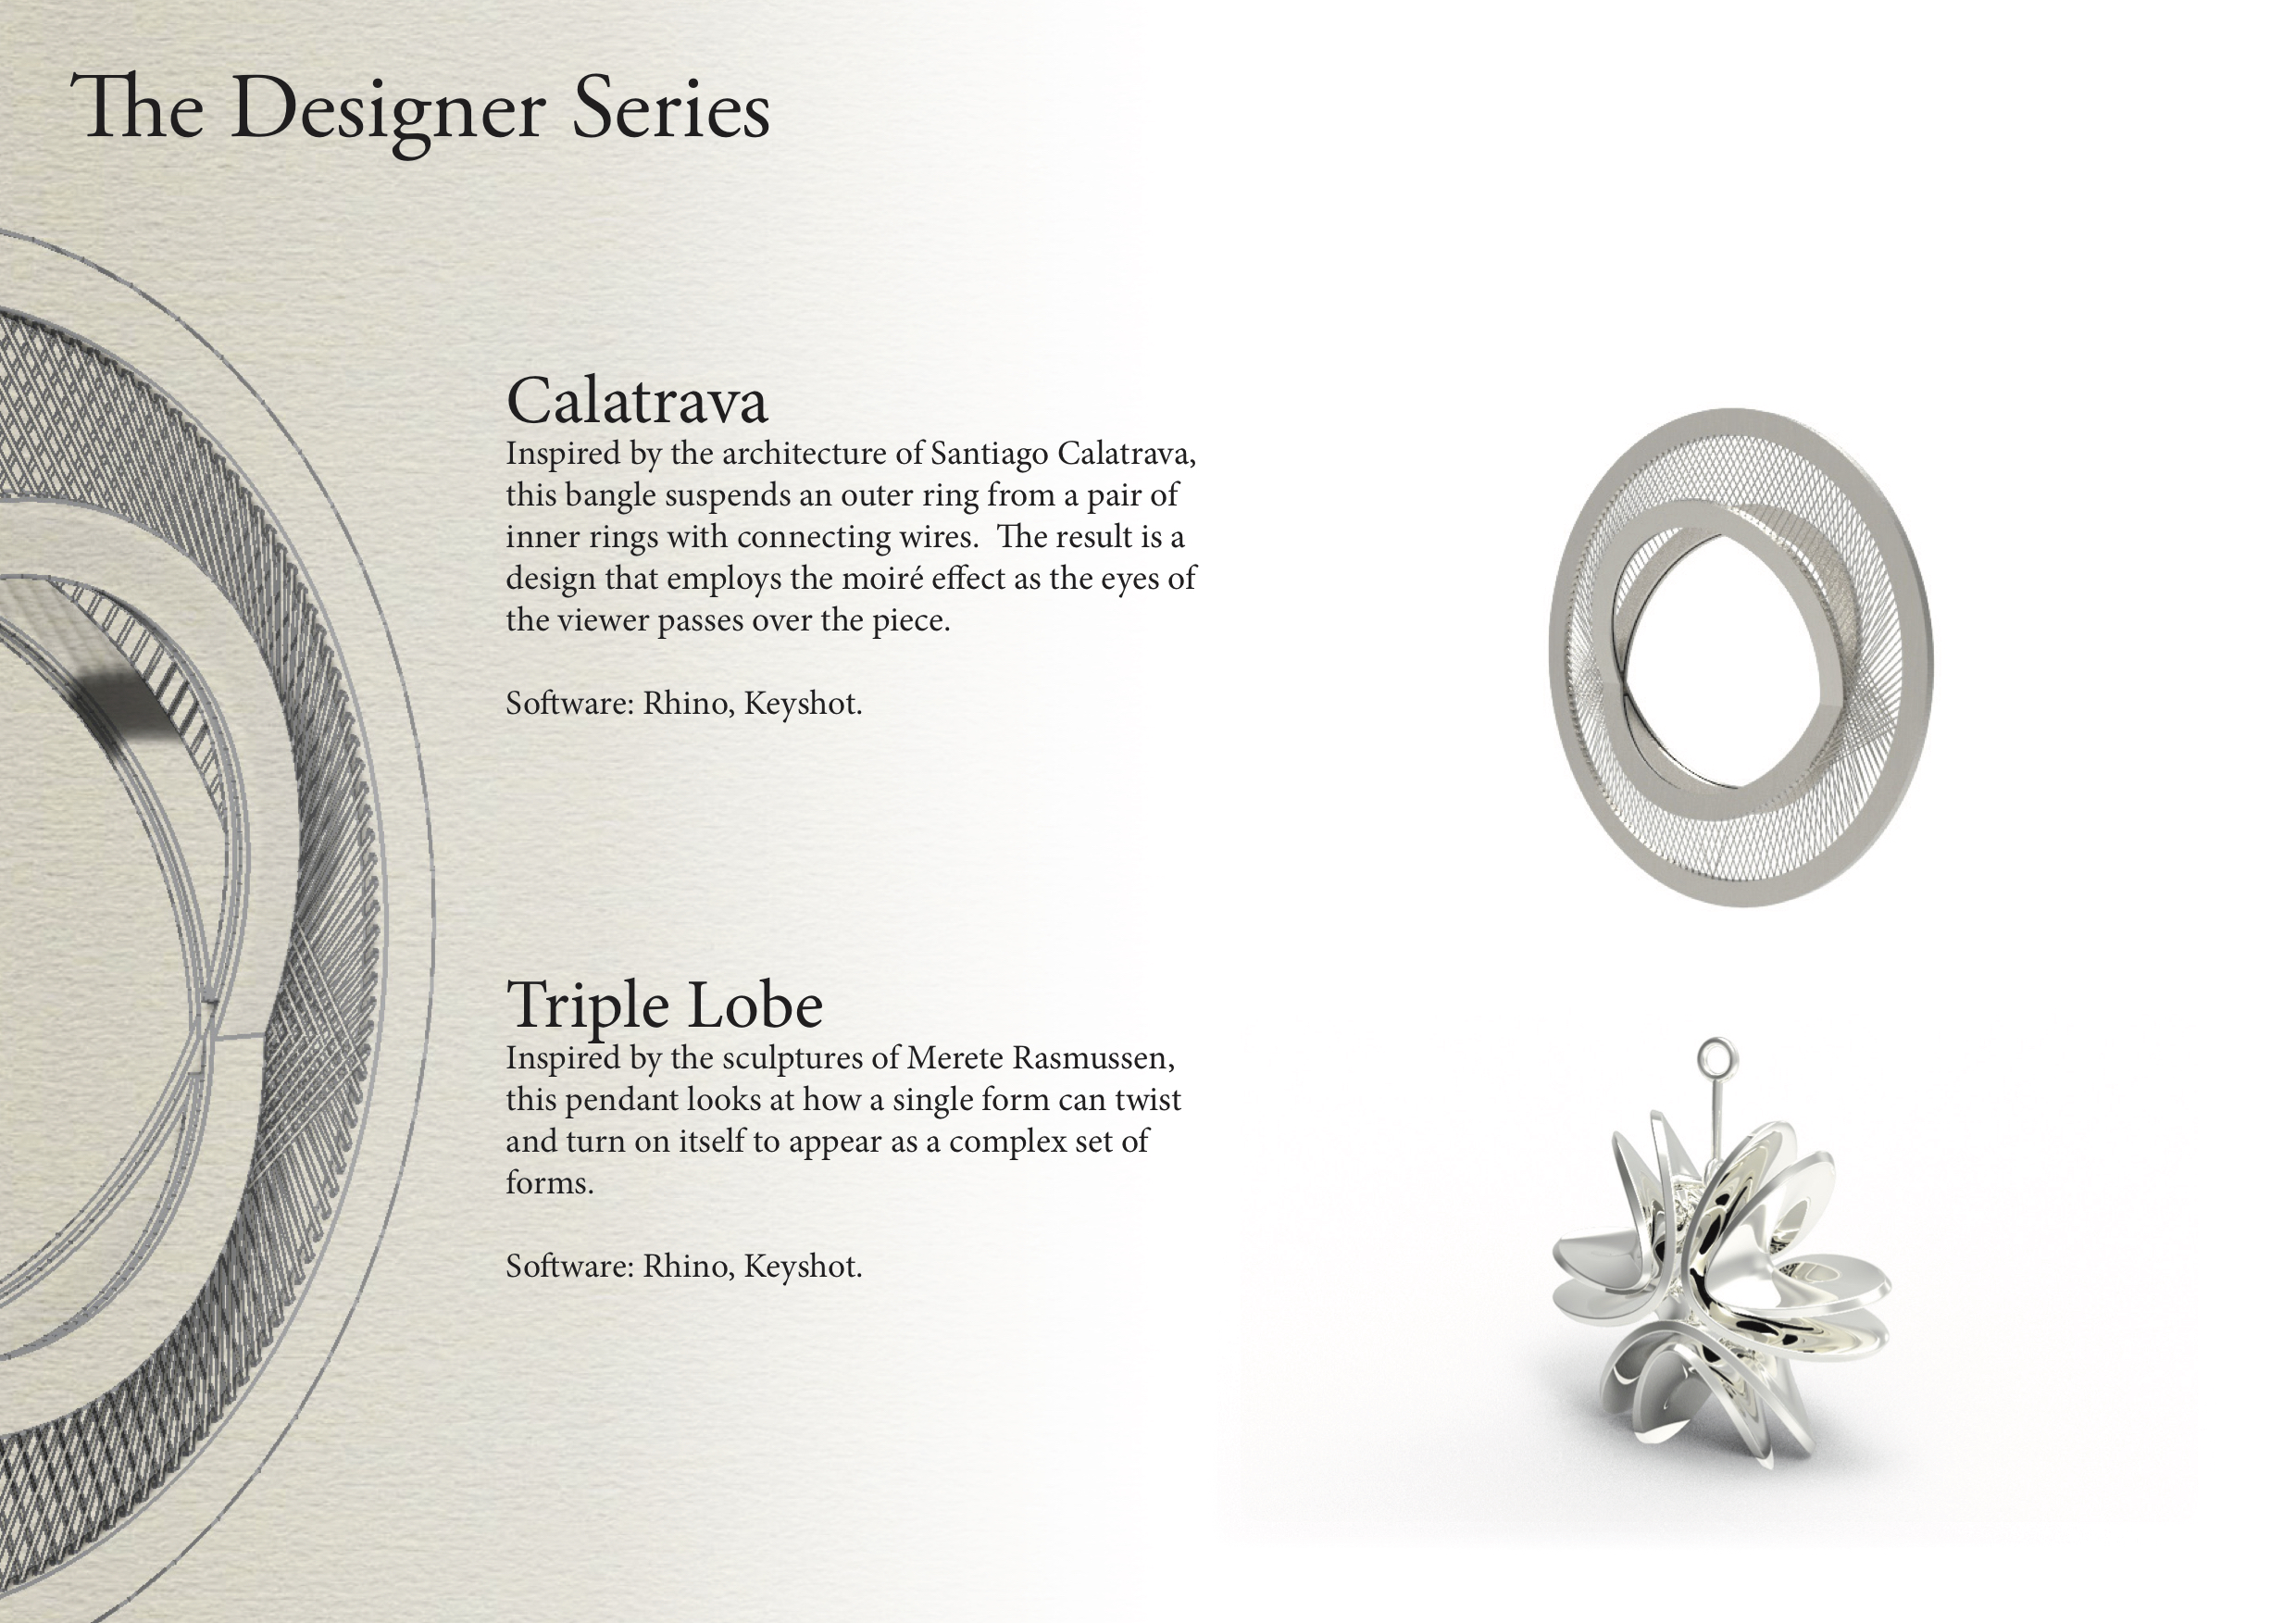 The Designer Series
Calatrava
Inspired by the architecture of Santiago Calatrava,
this bangle suspends an outer ring from a pair of
inner rings with connecting wires.  The result is a
design that employs the moiré effect as the eyes of
the viewer passes over the piece.
Software: Rhino, Keyshot.
Triple Lobe
Inspired by the sculptures of Merete Rasmussen,
this pendant looks at how a single form can twist
and turn on itself to appear as a complex set of
forms.
Software: Rhino, Keyshot.